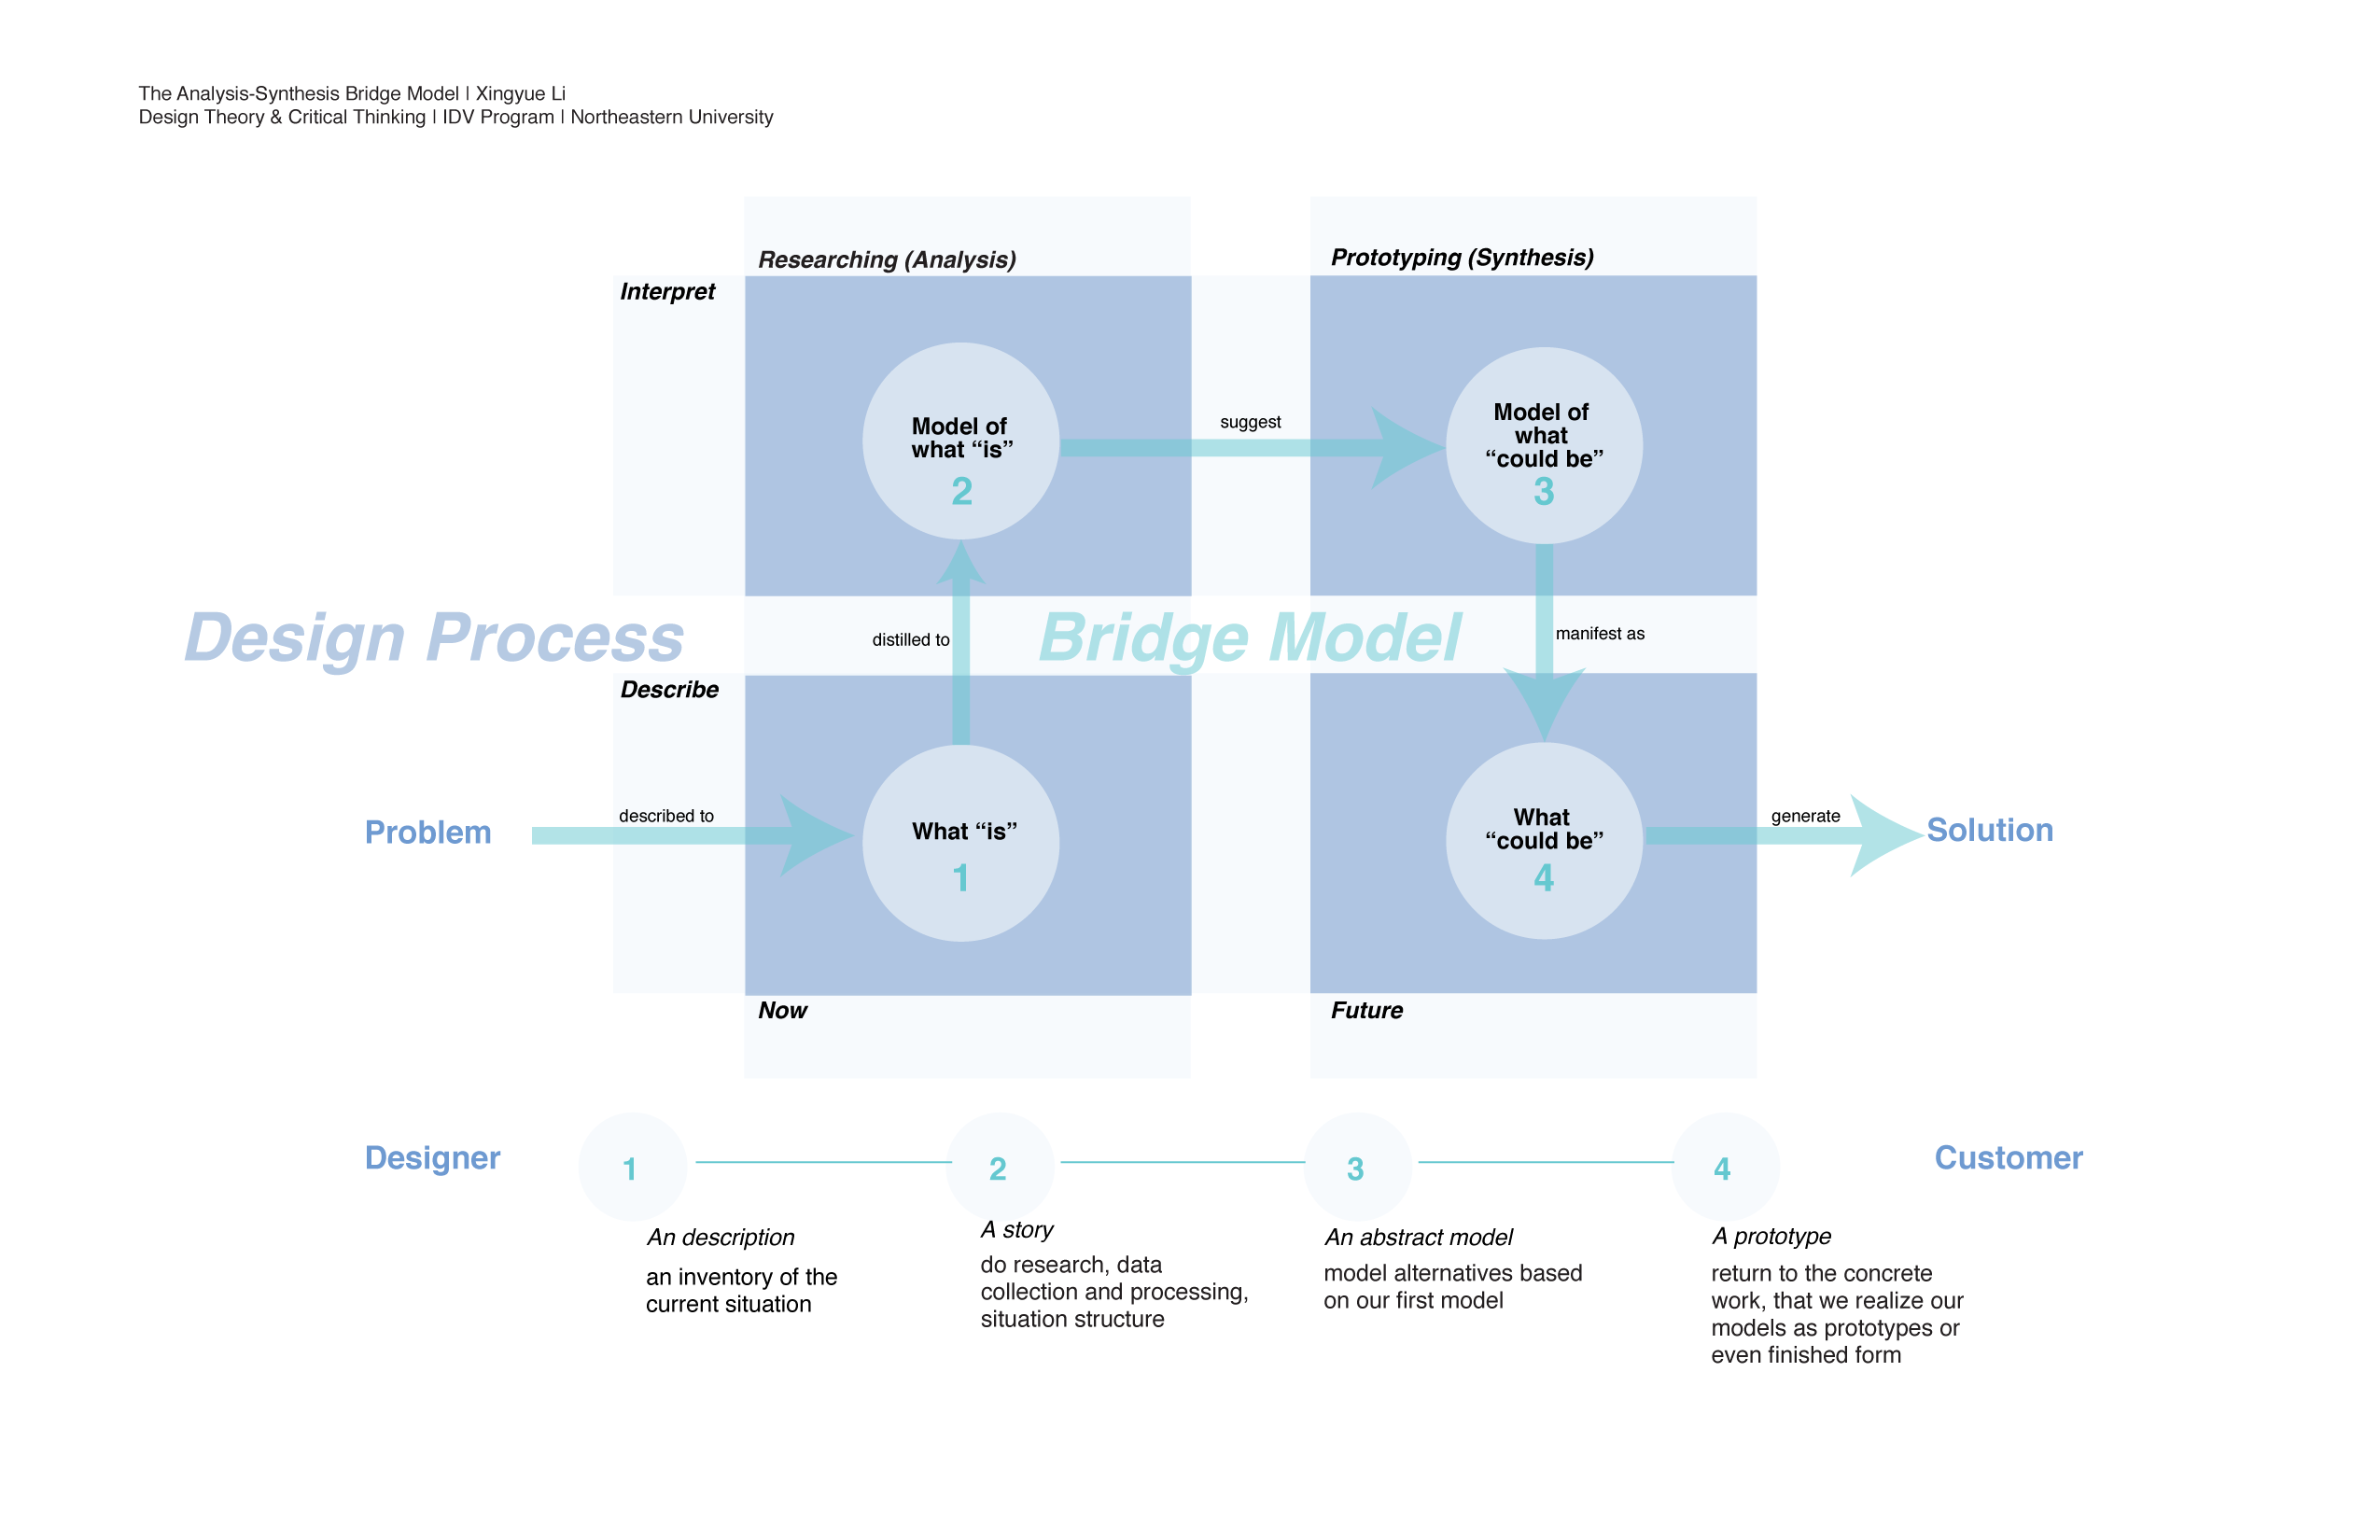 The Analysis-Synthesis Bridge Model | Xingyue Li
Design Theory & Critical Thinking | IDV Program | Northeastern University
Researching (Analysis)
Prototyping (Synthesis)
Interpret
Model of
what “is”
2
suggest
Model of
what
“could be”
3
Design Process
distilled to
Bridge Model
manifest as
Describe
Problem
described to
What “is”
1
What
“could be”
4
generate
Solution
Now
Future
Designer
1
2
3
4
Customer
An description
an inventory of the
current situation
A story
do research, data
collection and processing,
situation structure
An abstract model
model alternatives based
on our first model
A prototype
return to the concrete
work, that we realize our
models as prototypes or
even finished form